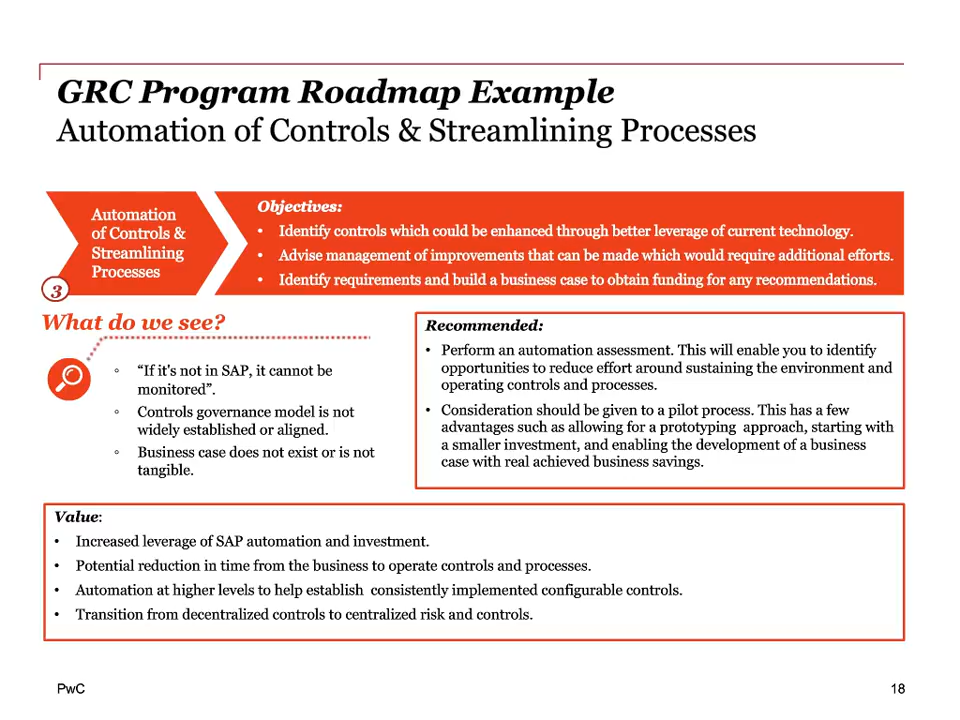 GRC Program Roadmap Example
Automation of Controls & Streamlining Processes
Automation
of Controls &
Streamlining
Processes
3
Objectives:
• Identify controls which could be enhanced through better leverage of current technology.
• Advise management of improvements that can be made which would require additional efforts.
• Identify requirements and build a business case to obtain funding for any recommendations.
What do we see?
◦ “If it's not in SAP, it cannot be
monitored”.
◦ Controls governance model is not
widely established or aligned.
◦ Business case does not exist or is not
tangible.
Recommended:
• Perform an automation assessment. This will enable you to identify
opportunities to reduce effort around sustaining the environment and
operating controls and processes.
• Consideration should be given to a pilot process. This has a few
advantages such as allowing for a prototyping approach, starting with
a smaller investment, and enabling the development of a business
case with real achieved business savings.
Value:
• Increased leverage of SAP automation and investment.
• Potential reduction in time from the business to operate controls and processes.
• Automation at higher levels to help establish consistently implemented configurable controls.
• Transition from decentralized controls to centralized risk and controls.
PwC
18